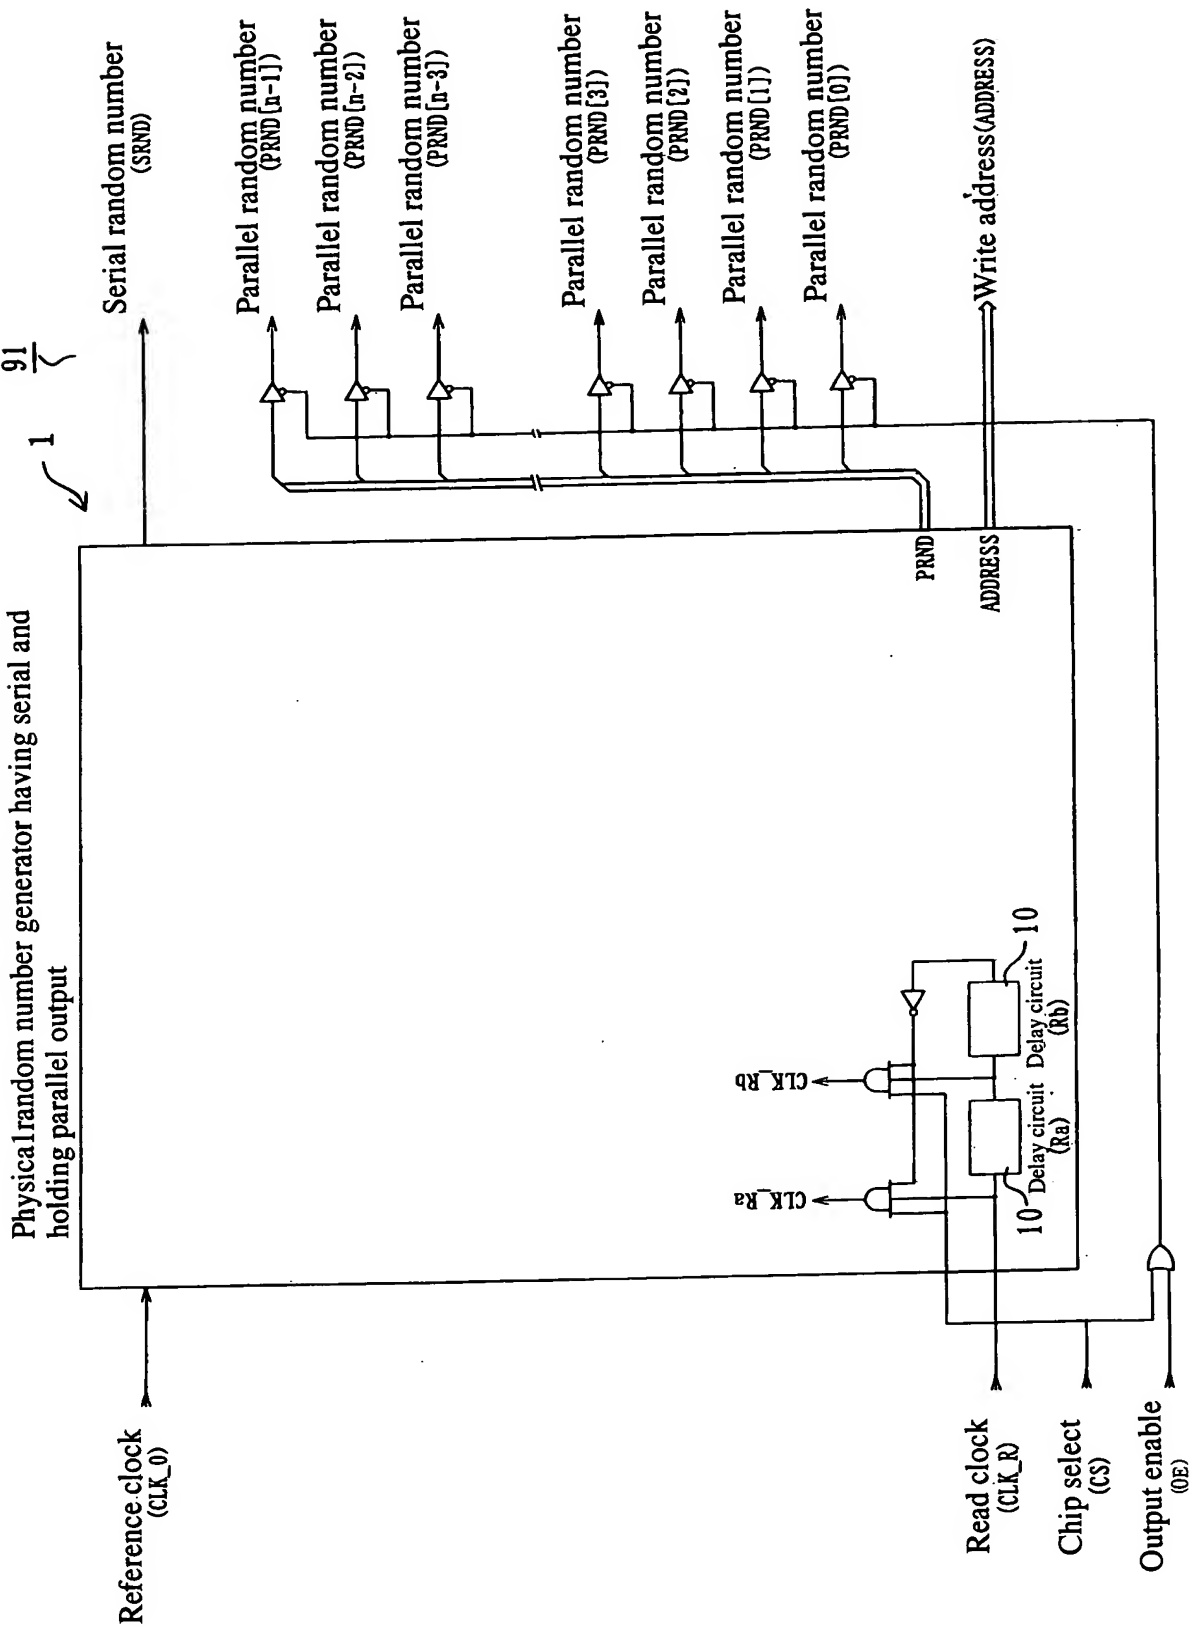 Physical random number generator having serial and
holding parallel output
1
91
Reference clock
(CLK_0)
Serial random number
(SRND)
Parallel random number
(PRND[n-1])
Parallel random number
(PRND[n-2])
Parallel random number
(PRND[n-3])
Parallel random number
(PRND[3])
Parallel random number
(PRND[2])
Parallel random number
(PRND[1])
Parallel random number
(PRND[0])
PRND
ADDRESS
Write address(ADDRESS)
CLK_Ra
CLK_Rb
10
Delay circuit
(Ra)
Delay circuit
(Rb)
10
Read clock
(CLK_R)
Chip select
(CS)
Output enable
(OE)